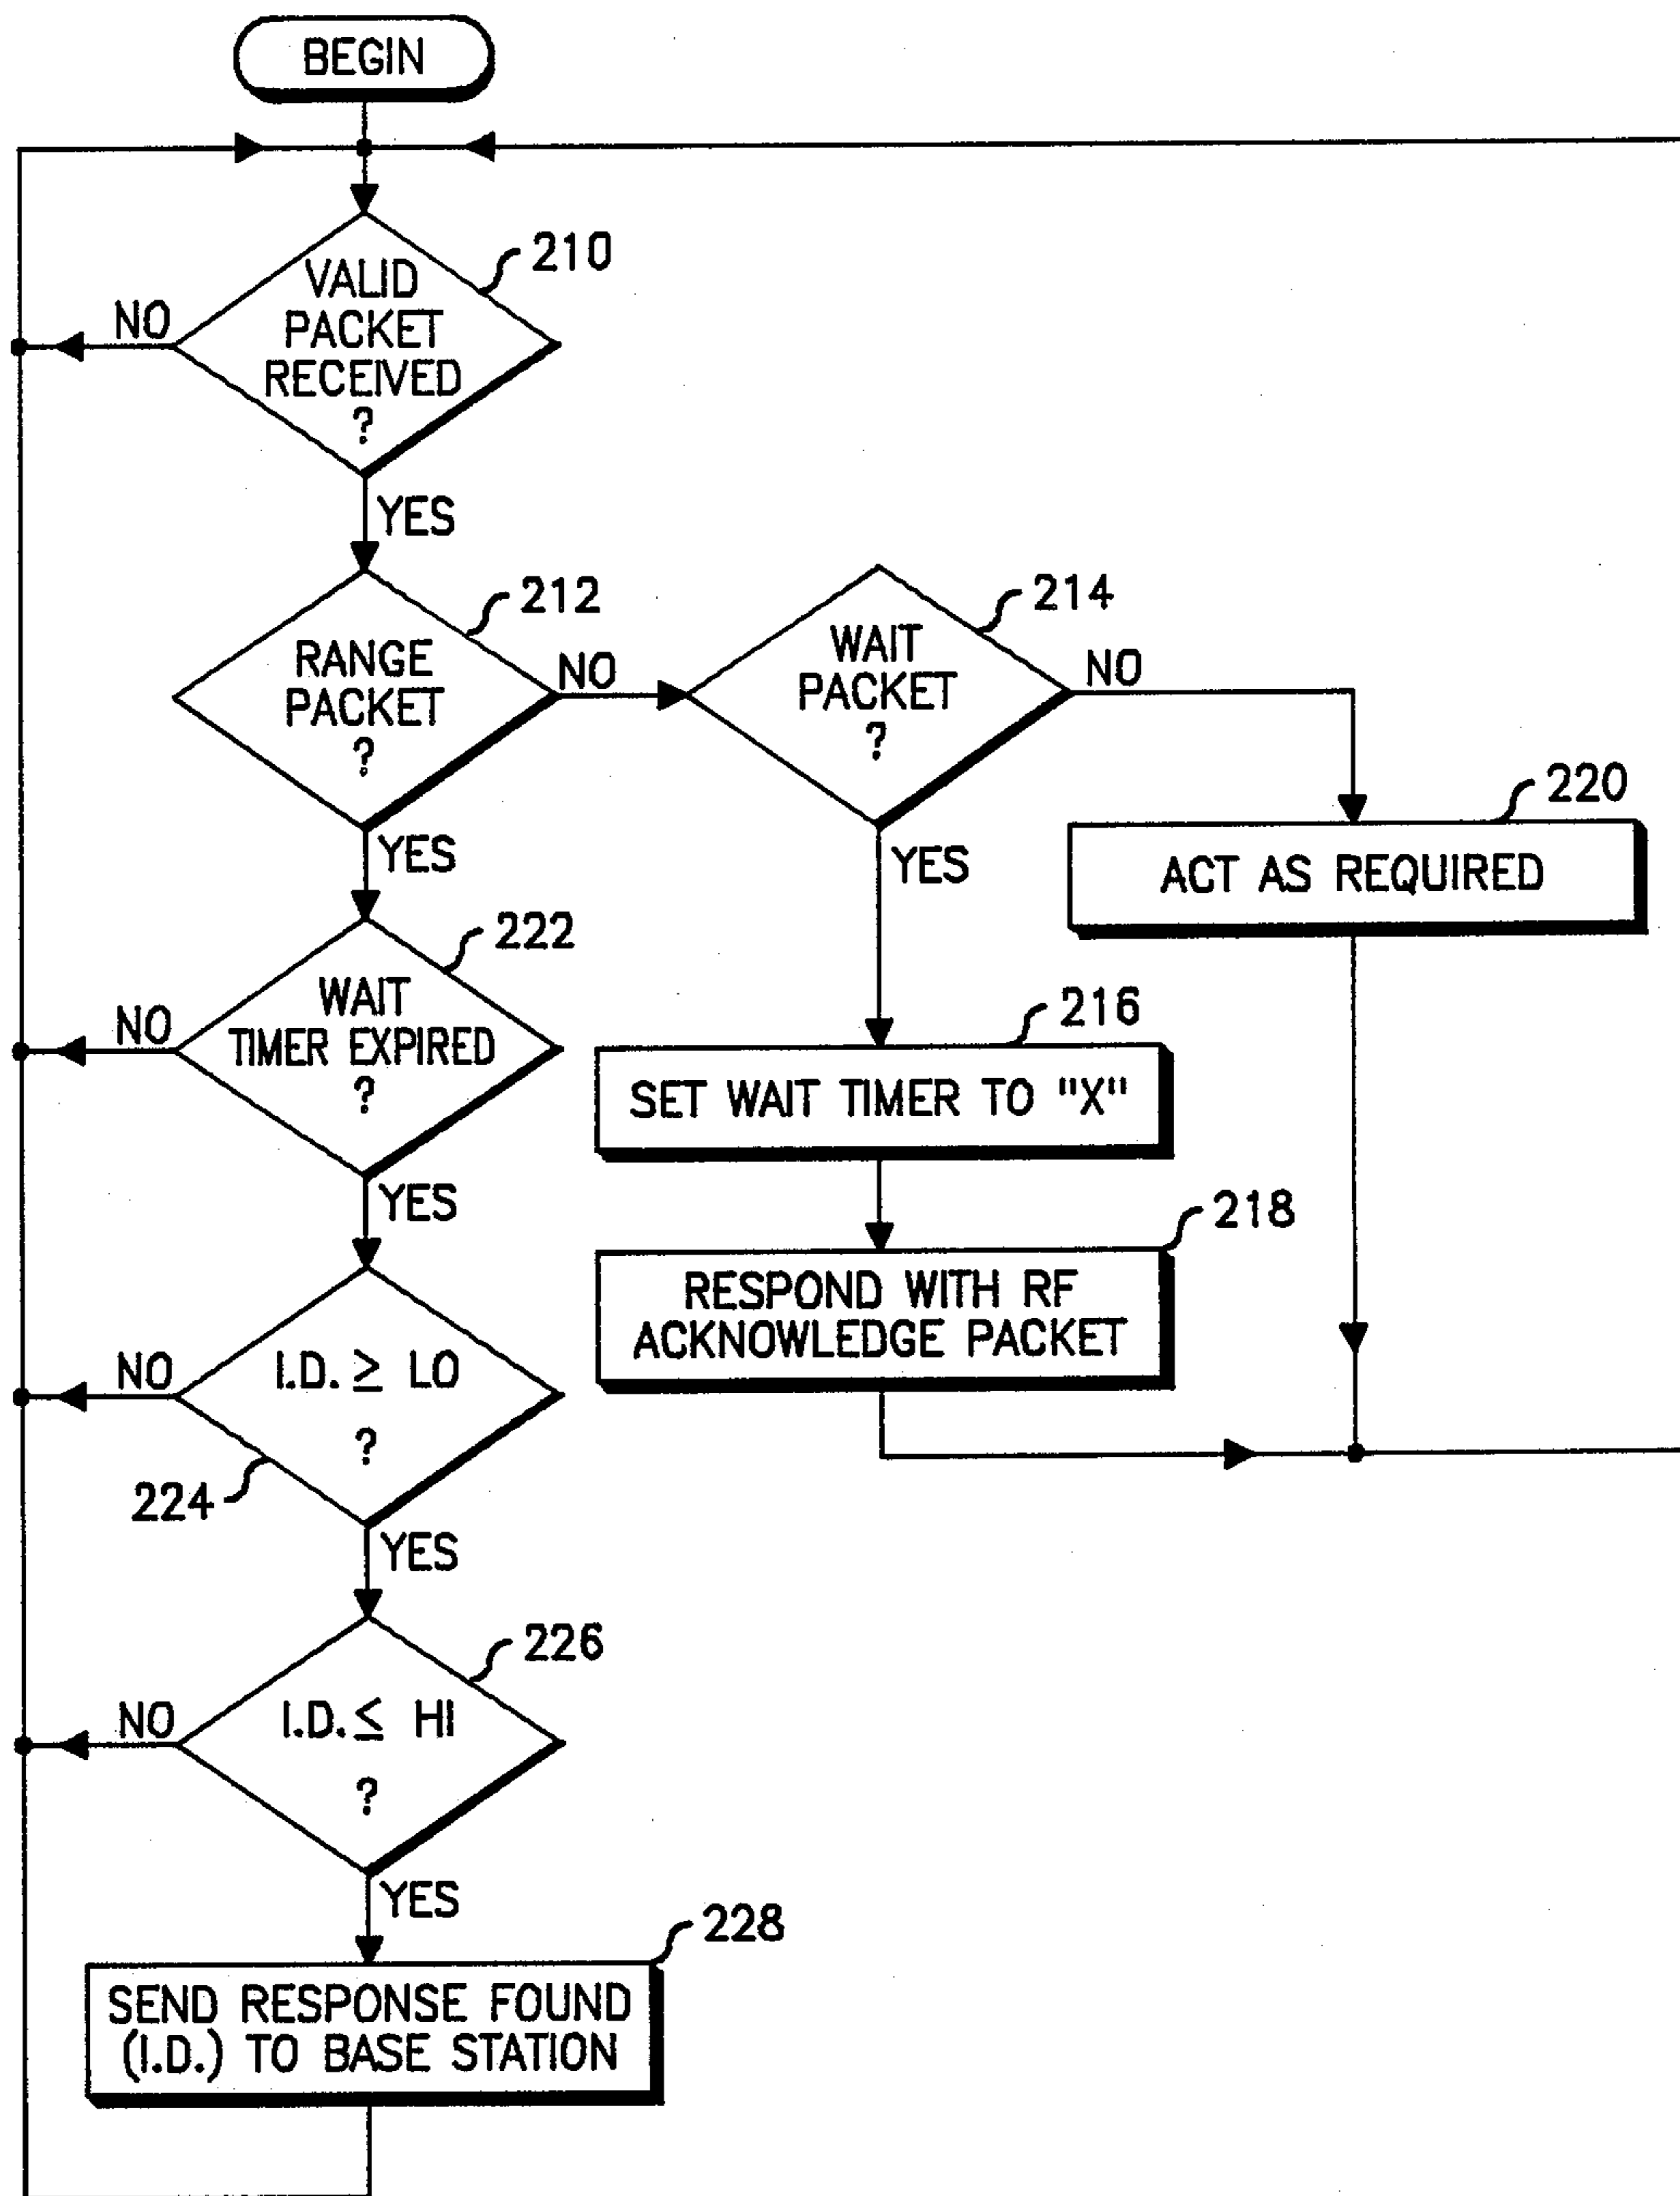 BEGIN
210
VALID
PACKET
RECEIVED
?
NO
YES
212
RANGE
PACKET
?
NO
YES
214
WAIT
PACKET
?
NO
YES
220
ACT AS REQUIRED
222
WAIT
TIMER EXPIRED
?
NO
YES
216
SET WAIT TIMER TO "X"
218
RESPOND WITH RF
ACKNOWLEDGE PACKET
I.D. ≥ LO
?
NO
224
YES
226
I.D. ≤ HI
?
NO
YES
228
SEND RESPONSE FOUND
(I.D.) TO BASE STATION